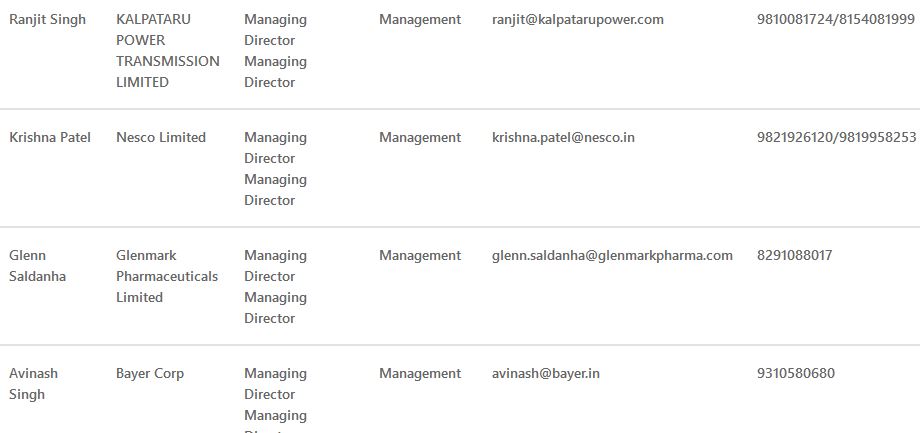 Ranjit Singh KALPATARU Managing Management ranjit@kalpatarupower.com 9810081724/8154081999
POWER Director
TRANSMISSION Managing
LIMITED Director
Krishna Patel Nesco Limited Managing Management krishna.patel@nesco.in 9821926120/9819958253
Director
Managing
Director
Glenn Glenmark Managing Management glenn.saldanha@glenmarkpharma.com 8291088017
Saldanha Pharmaceuticals Director
Limited Managing
Director
Avinash Bayer Corp Managing Management avinash@bayer.in 9310580680
Singh Director
Managing